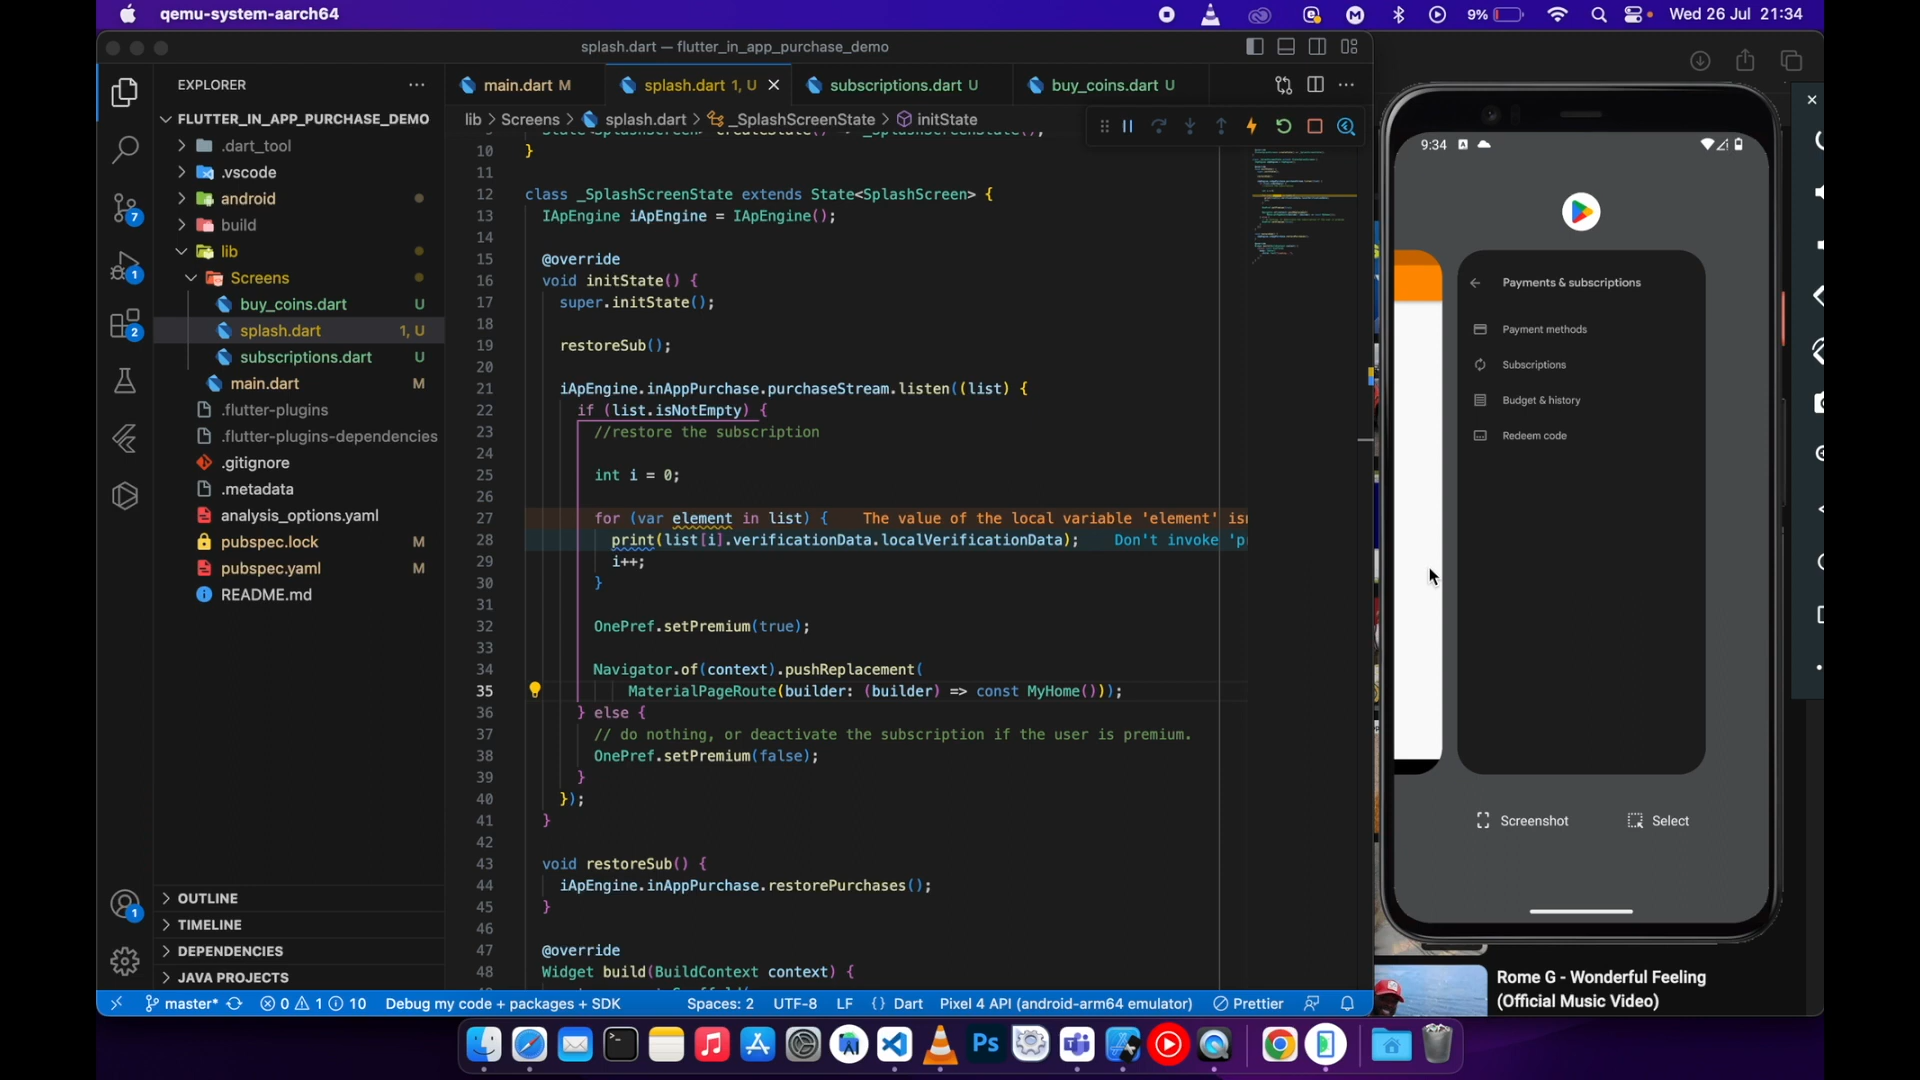 qemu-system-aarch64
9%
Wed 26 Jul 21:34
splash.dart — flutter_in_app_purchase_demo
EXPLORER
main.dart M
splash.dart 1, U
subscriptions.dart U
buy_coins.dart U
lib > Screens > splash.dart > _SplashScreenState > initState
FLUTTER_IN_APP_PURCHASE_DEMO
.dart_tool
.vscode
android
build
lib
Screens
buy_coins.dart U
splash.dart 1, U
subscriptions.dart U
main.dart M
.flutter-plugins
.flutter-plugins-dependencies
.gitignore
.metadata
analysis_options.yaml
pubspec.lock M
pubspec.yaml M
README.md
OUTLINE
TIMELINE
DEPENDENCIES
JAVA PROJECTS
7
1
2
1
10 }
11
12 class _SplashScreenState extends State<SplashScreen> {
13 IApEngine iApEngine = IApEngine();
14
15 @override
16 void initState() {
17 super.initState();
18
19 restoreSub();
20
21 iApEngine.inAppPurchase.purchaseStream.listen((list) {
22 if (list.isNotEmpty) {
23 //restore the subscription
24
25 int i = 0;
26
27 for (var element in list) { The value of the local variable 'element' is
28 print(list[i].verificationData.localVerificationData); Don't invoke 'p
29 i++;
30 }
31
32 OnePref.setPremium(true);
33
34 Navigator.of(context).pushReplacement(
35 MaterialPageRoute(builder: (builder) => const MyHome()));
36 } else {
37 // do nothing, or deactivate the subscription if the user is premium.
38 OnePref.setPremium(false);
39 }
40 });
41 }
42
43 void restoreSub() {
44 iApEngine.inAppPurchase.restorePurchases();
45 }
46
47 @override
48 Widget build(BuildContext context) {
master* 0 1 10 Debug my code + packages + SDK Spaces: 2 UTF-8 LF {} Dart Pixel 4 API (android-arm64 emulator) Prettier
9:34
Payments & subscriptions
Payment methods
Subscriptions
Budget & history
Redeem code
Screenshot
Select
Rome G - Wonderful Feeling
(Official Music Video)
Ps